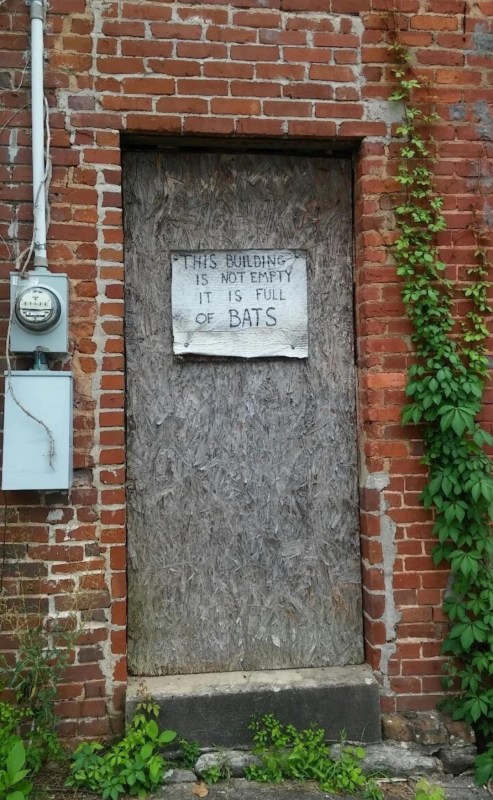 THIS BUILDING
IS NOT EMPTY
IT IS FULL
OF BATS